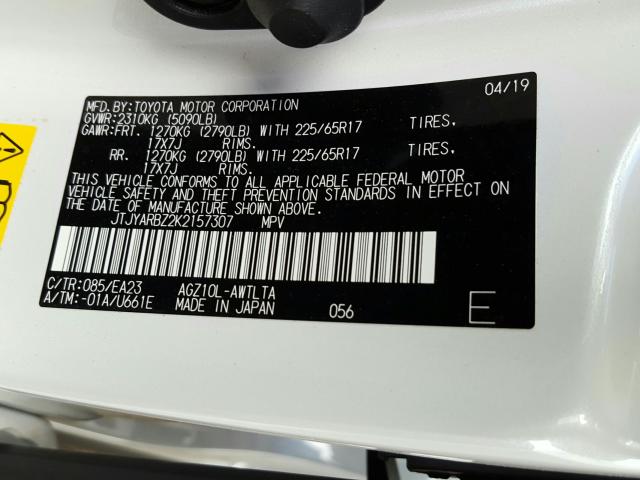 04/19
MFD.BY:TOYOTA MOTOR CORPORATION
GVWR:2310KG (5090LB)
GAWR:FRT. 1270KG (2790LB) WITH 225/65R17 TIRES,
17X7J RIMS.
RR. 1270KG (2790LB) WITH 225/65R17 TIRES,
17X7J RIMS.
THIS VEHICLE CONFORMS TO ALL APPLICABLE FEDERAL MOTOR
VEHICLE SAFETY AND THEFT PREVENTION STANDARDS IN EFFECT ON
THE DATE OF MANUFACTURE SHOWN ABOVE.
JTJYARBZ2K2157307 MPV
C/TR:085/EA23 AGZ10L-AWTLTA
A/TM:-01A/U661E MADE IN JAPAN 056 E